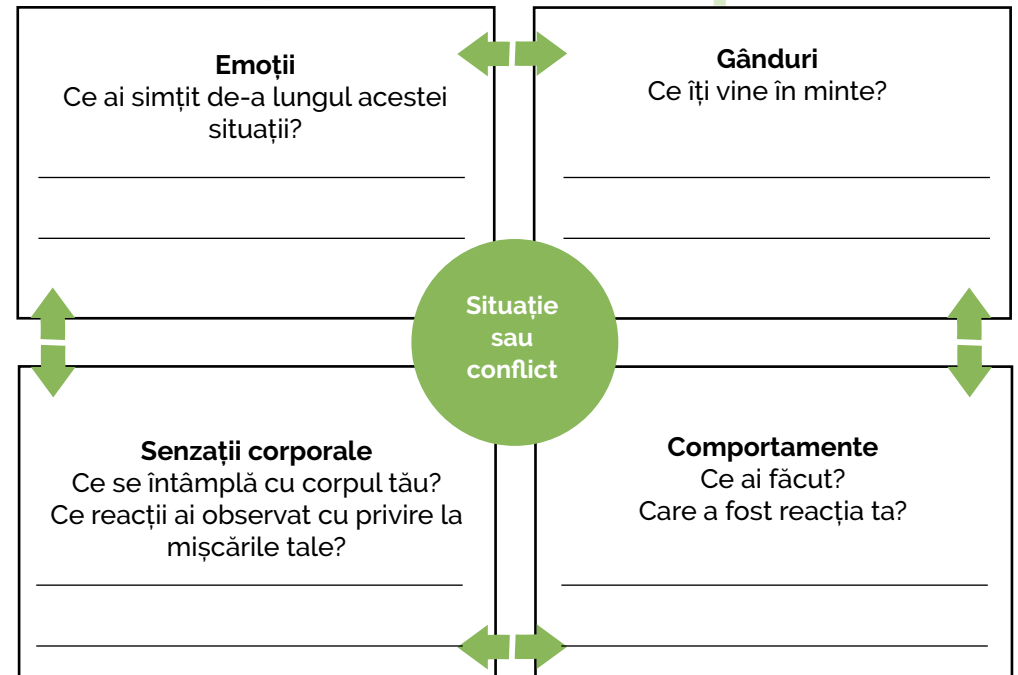 Emoții
Ce ai simțit de-a lungul acestei
situații?
Gânduri
Ce îți vine în minte?
Situație
sau
conflict
Senzații corporale
Ce se întâmplă cu corpul tău?
Ce reacții ai observat cu privire la
mișcările tale?
Comportamente
Ce ai făcut?
Care a fost reacția ta?